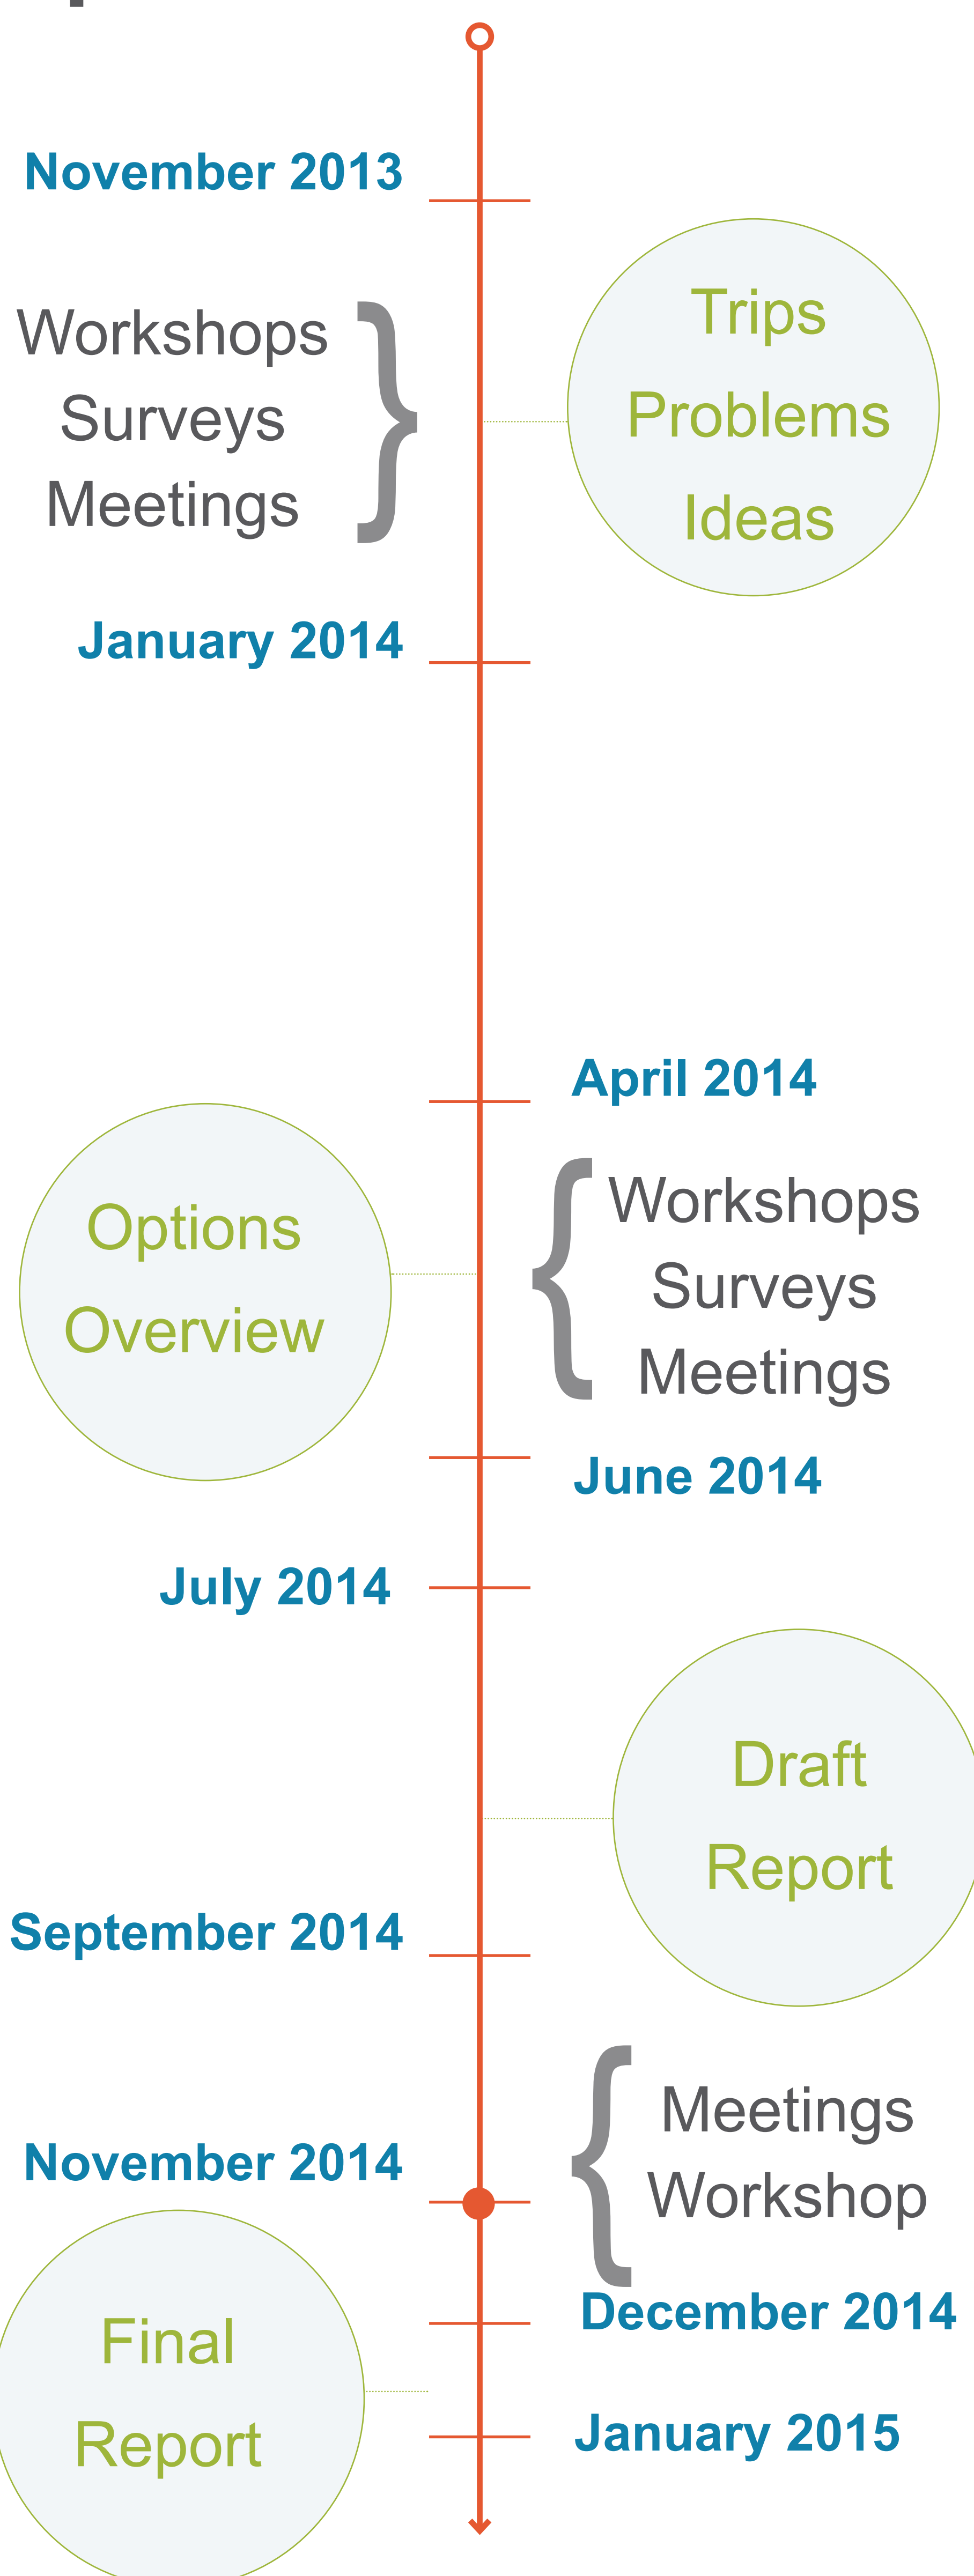 November 2013
Workshops
Surveys
Meetings
Trips
Problems
Ideas
January 2014
April 2014
Options
Overview
Workshops
Surveys
Meetings
June 2014
July 2014
Draft
Report
September 2014
Meetings
Workshop
November 2014
December 2014
Final
Report
January 2015